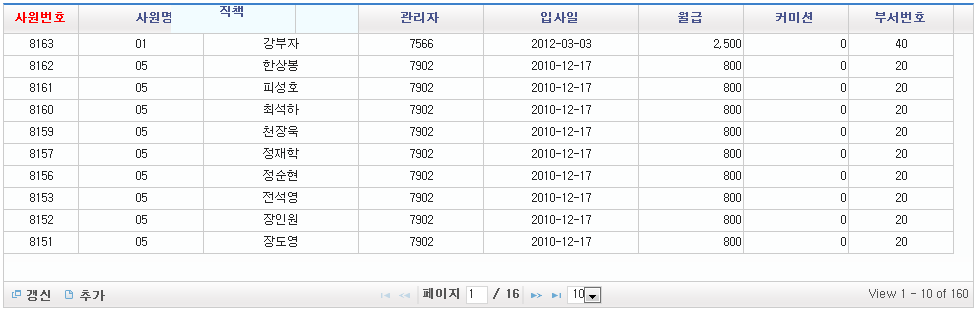 사원번호 사원명 직책 관리자 입사일 월급 커미션 부서번호
8163 01 강부자 7566 2012-03-03 2,500 0 40
8162 05 한상봉 7902 2010-12-17 800 0 20
8161 05 피성호 7902 2010-12-17 800 0 20
8160 05 최석하 7902 2010-12-17 800 0 20
8159 05 천장욱 7902 2010-12-17 800 0 20
8157 05 정재학 7902 2010-12-17 800 0 20
8156 05 정순현 7902 2010-12-17 800 0 20
8153 05 전석영 7902 2010-12-17 800 0 20
8152 05 장인원 7902 2010-12-17 800 0 20
8151 05 장도영 7902 2010-12-17 800 0 20
갱신 추가 페이지 1 / 16 10 View 1 - 10 of 160